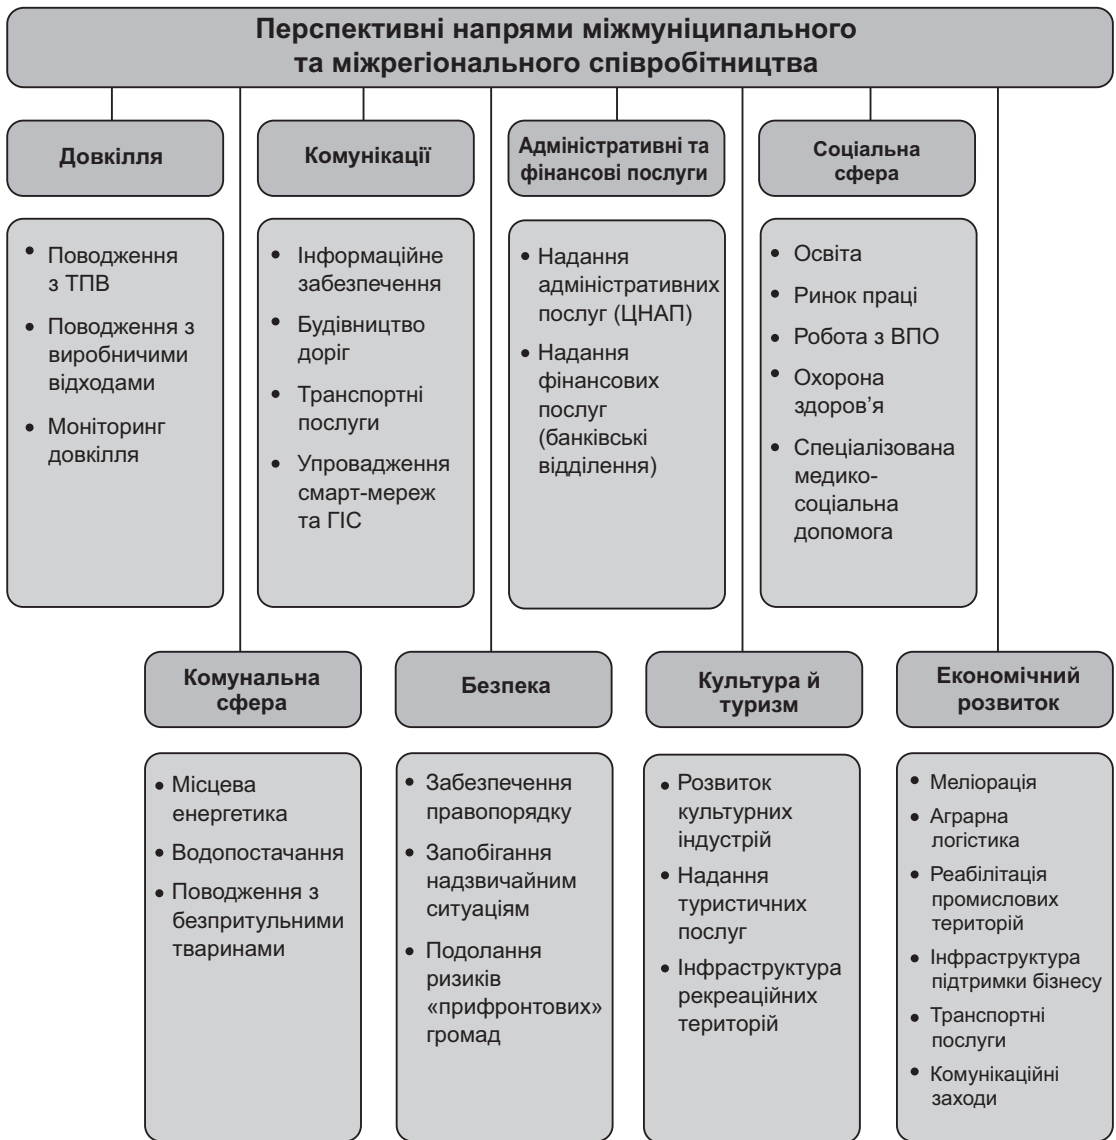 Перспективні напрями міжмуніципального
та міжрегіонального співробітництва
Довкілля
• Поводження
з ТПВ
• Поводження з
виробничими
відходами
• Моніторинг
довкілля
Комунікації
• Інформаційне
забезпечення
• Будівництво
доріг
• Транспортні
послуги
• Упровадження
смарт-мереж
та ГІС
Адміністративні та
фінансові послуги
• Надання
адміністративних
послуг (ЦНАП)
• Надання
фінансових
послуг
(банківські
відділення)
Соціальна
сфера
• Освіта
• Ринок праці
• Робота з ВПО
• Охорона
здоров’я
• Спеціалізована
медико-
соціальна
допомога
Комунальна
сфера
• Місцева
енергетика
• Водопостачання
• Поводження з
безпритульними
тваринами
Безпека
• Забезпечення
правопорядку
• Запобігання
надзвичайним
ситуаціям
• Подолання
ризиків
«прифронтових»
громад
Культура й
туризм
• Розвиток
культурних
індустрій
• Надання
туристичних
послуг
• Інфраструктура
рекреаційних
територій
Економічний
розвиток
• Меліорація
• Аграрна
логістика
• Реабілітація
промислових
територій
• Інфраструктура
підтримки бізнесу
• Транспортні
послуги
• Комунікаційні
заходи